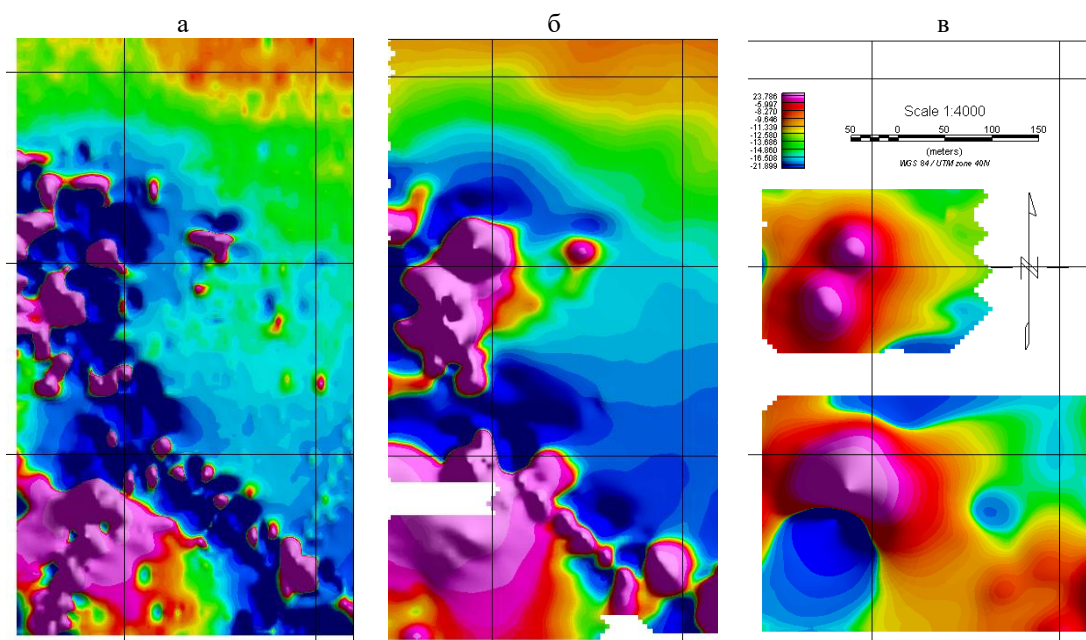 а б в
23.786
-5.997
-8.270
-9.646
-11.339
-12.580
-13.686
-14.860
-16.508
-21.899
Scale 1:4000
50 0 50 100 150
(meters)
WGS 84 / UTM zone 40N
N